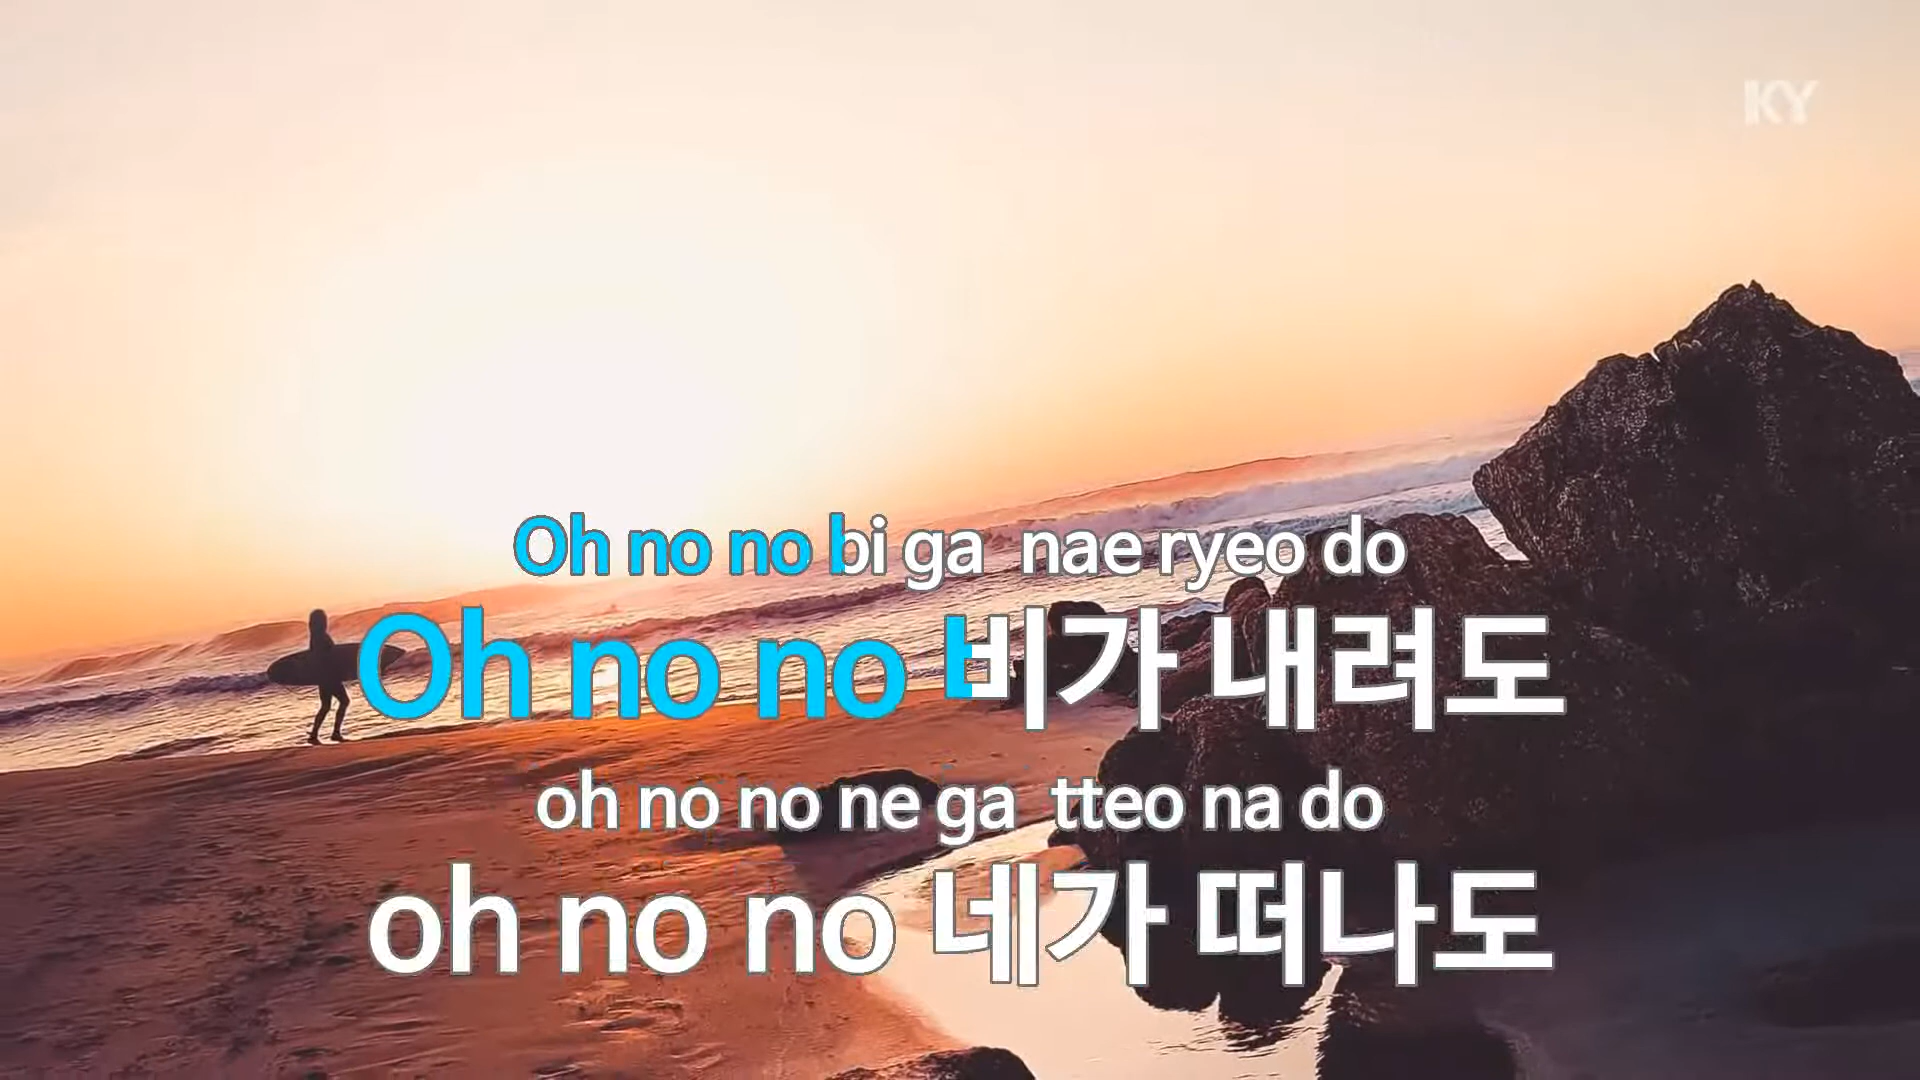 KY
Oh no no bi ga nae ryeo do
Oh no no 비가 내려도
oh no no ne ga tteo na do
oh no no 네가 떠나도